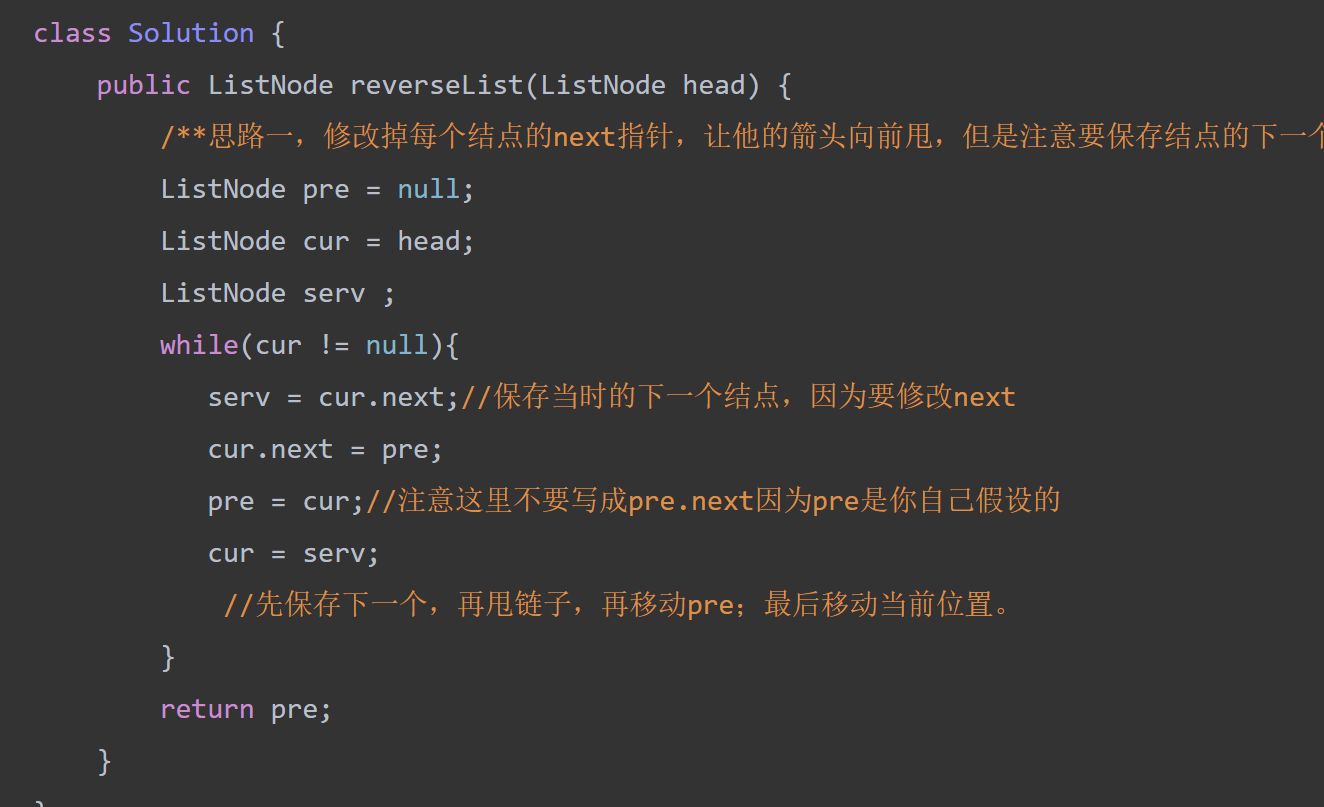 class Solution {
public ListNode reverseList(ListNode head) {
/**思路一，修改掉每个结点的next指针，让他的箭头向前甩，但是注意要保存结点的下一个
ListNode pre = null;
ListNode cur = head;
ListNode serv ;
while(cur != null){
serv = cur.next;//保存当时的下一个结点，因为要修改next
cur.next = pre;
pre = cur;//注意这里不要写成pre.next因为pre是你自己假设的
cur = serv;
//先保存下一个，再甩链子，再移动pre；最后移动当前位置。
}
return pre;
}
}